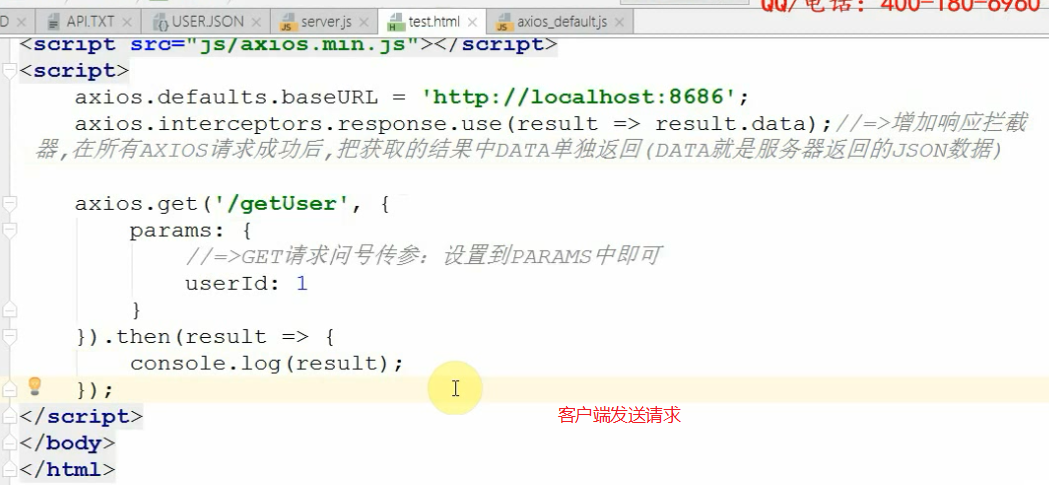 QQ/电话: 400-180-6960
D × API.TXT × USER.JSON × server.js × test.html × axios_default.js ×
<script src="js/axios.min.js"></script>
<script>
axios.defaults.baseURL = 'http://localhost:8686';
axios.interceptors.response.use(result => result.data);//=>增加响应拦截
器,在所有AXIOS请求成功后,把获取的结果中DATA单独返回(DATA就是服务器返回的JSON数据)
axios.get('/getUser', {
params: {
//=>GET请求问号传参: 设置到PARAMS中即可
userId: 1
}
}).then(result => {
console.log(result);
});
客户端发送请求
</script>
</body>
</html>